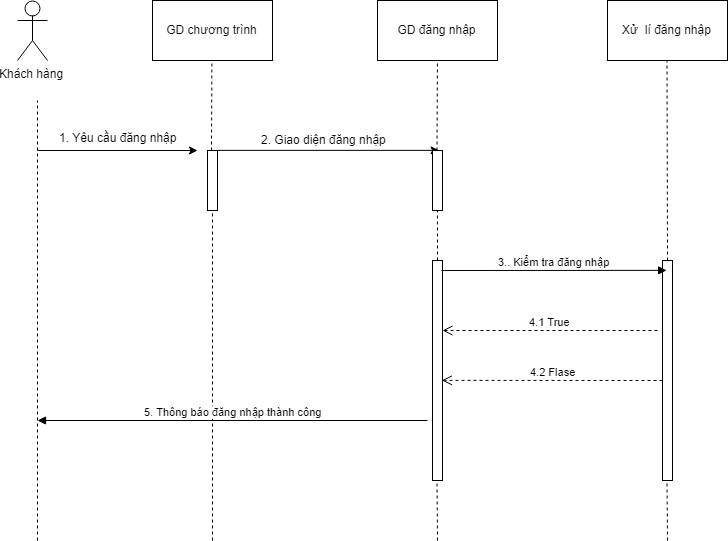 GD chương trình
GD đăng nhập
Xử lí đăng nhập
Khách hàng
1. Yêu cầu đăng nhập
2. Giao diện đăng nhập
3.. Kiểm tra đăng nhập
4.1 True
4.2 Flase
5. Thông báo đăng nhập thành công